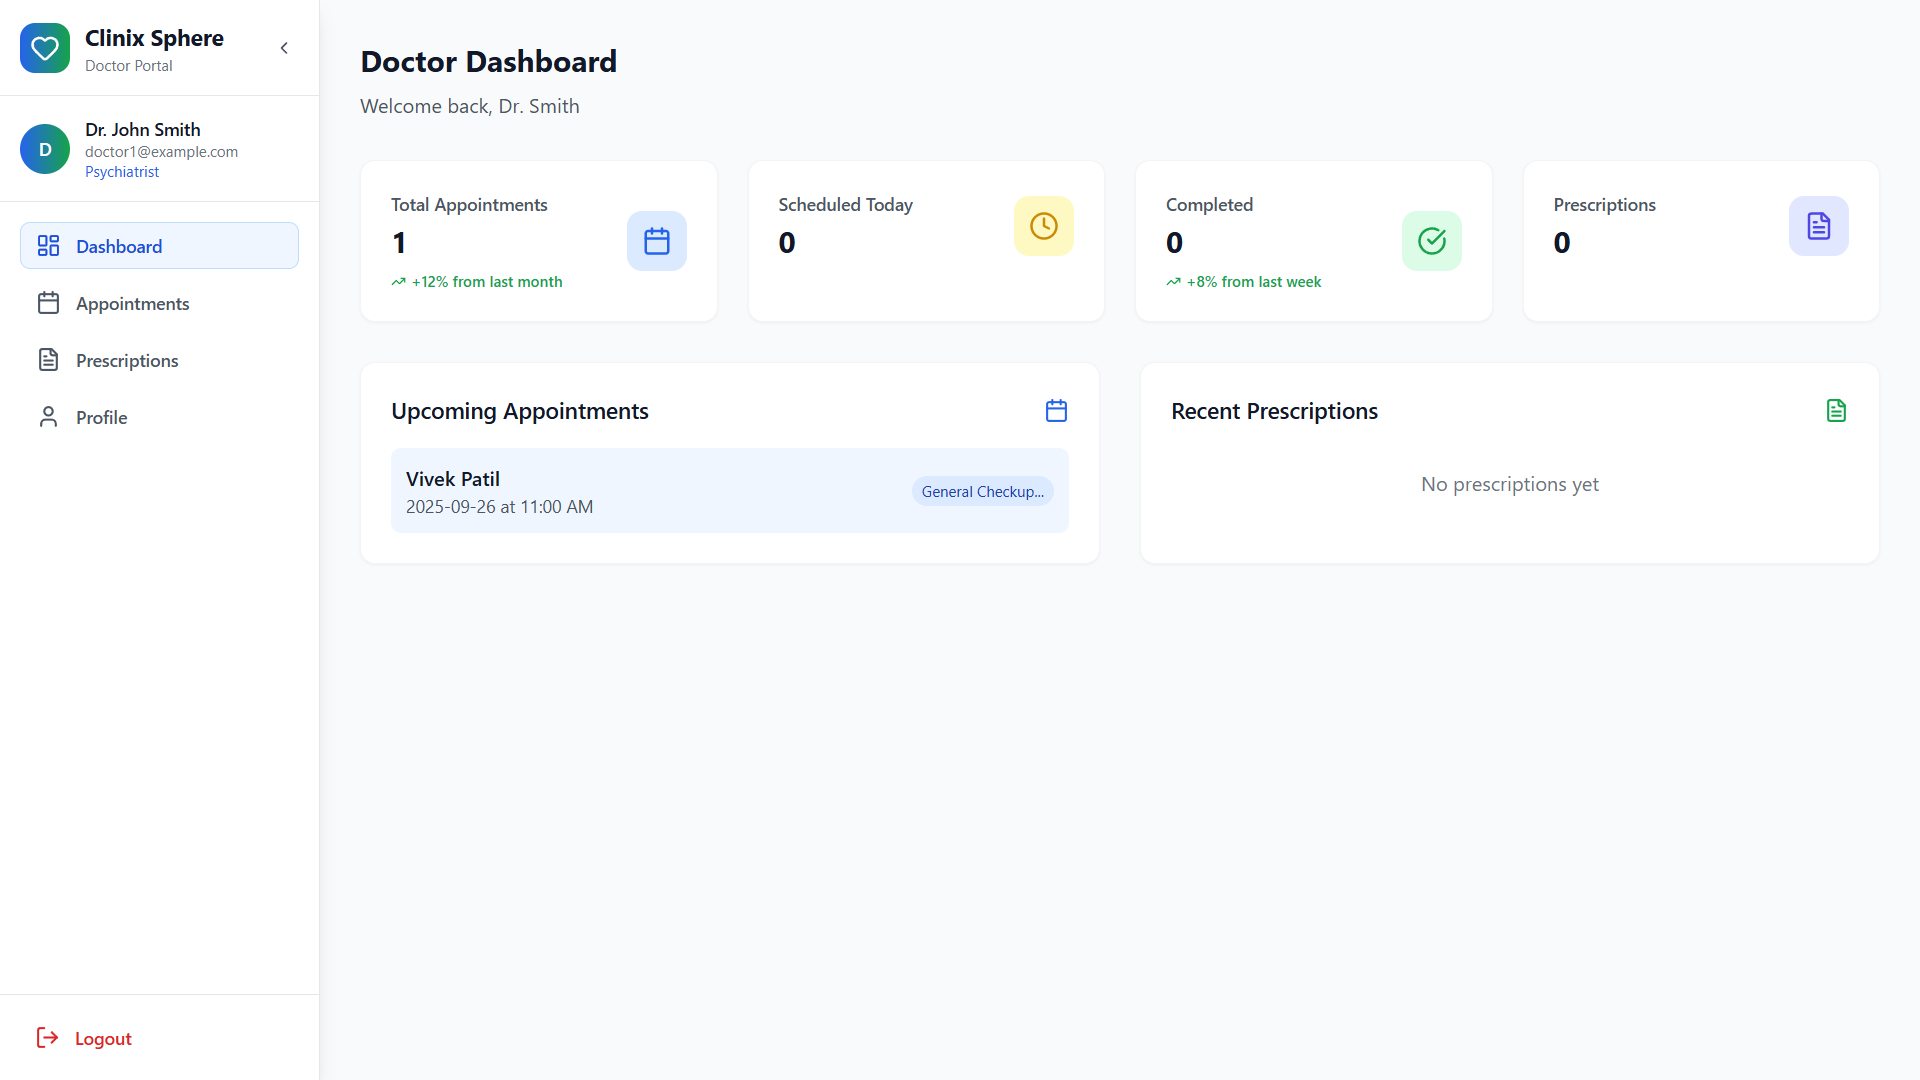 Clinix Sphere
Doctor Portal
D
Dr. John Smith
doctor1@example.com
Psychiatrist
Dashboard
Appointments
Prescriptions
Profile
Logout
Doctor Dashboard
Welcome back, Dr. Smith
Total Appointments
1
+12% from last month
Scheduled Today
0
Completed
0
+8% from last week
Prescriptions
0
Upcoming Appointments
Vivek Patil
2025-09-26 at 11:00 AM
General Checkup...
Recent Prescriptions
No prescriptions yet